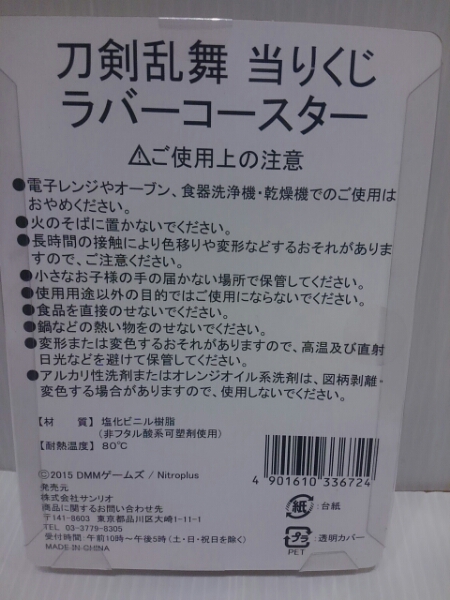 刀剣乱舞 当りくじ
ラバーコースター
⚠ご使用上の注意
●電子レンジやオーブン、食器洗浄機・乾燥機でのご使用は
おやめください。
●火のそばに置かないでください。
●長時間の接触により色移りや変形などするおそれがありま
すので、ご注意ください。
●小さなお子様の手の届かない場所で保管してください。
●使用用途以外の目的ではご使用にならないでください。
●食品を直接のせないでください。
●鍋などの熱い物をのせないでください。
●変形または変色するおそれがありますので、高温及び直射
日光などを避けて保管してください。
●アルカリ性洗剤またはオレンジオイル系洗剤は、図柄剥離・
変色する場合がありますので、使用しないでください。
【材 質】塩化ビニル樹脂
（非フタル酸系可塑剤使用）
【耐熱温度】80℃
©2015 DMMゲームズ / Nitroplus
発売元
株式会社サンリオ
商品に関するお問い合わせ先
〒141-8603 東京都品川区大崎1-11-1
TEL 03-3779-8305
受付時間:午前10時～午後5時(土・日・祝日を除く)
MADE-IN-CHINA
4 901610 336724
紙 :台紙
プラ :透明カバー
PET